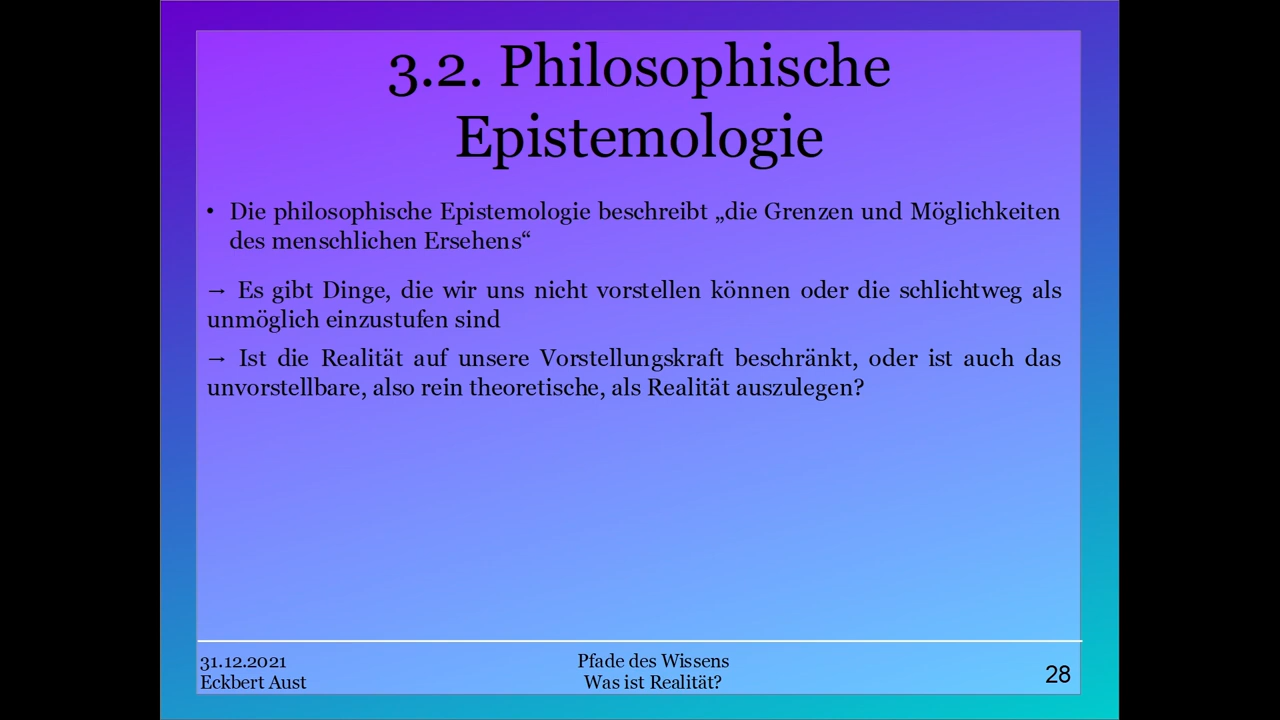 3.2. Philosophische
Epistemologie
• Die philosophische Epistemologie beschreibt „die Grenzen und Möglichkeiten
des menschlichen Ersehens“
→ Es gibt Dinge, die wir uns nicht vorstellen können oder die schlichtweg als
unmöglich einzustufen sind
→ Ist die Realität auf unsere Vorstellungskraft beschränkt, oder ist auch das
unvorstellbare, also rein theoretische, als Realität auszulegen?
31.12.2021
Eckbert Aust
Pfade des Wissens
Was ist Realität?
28